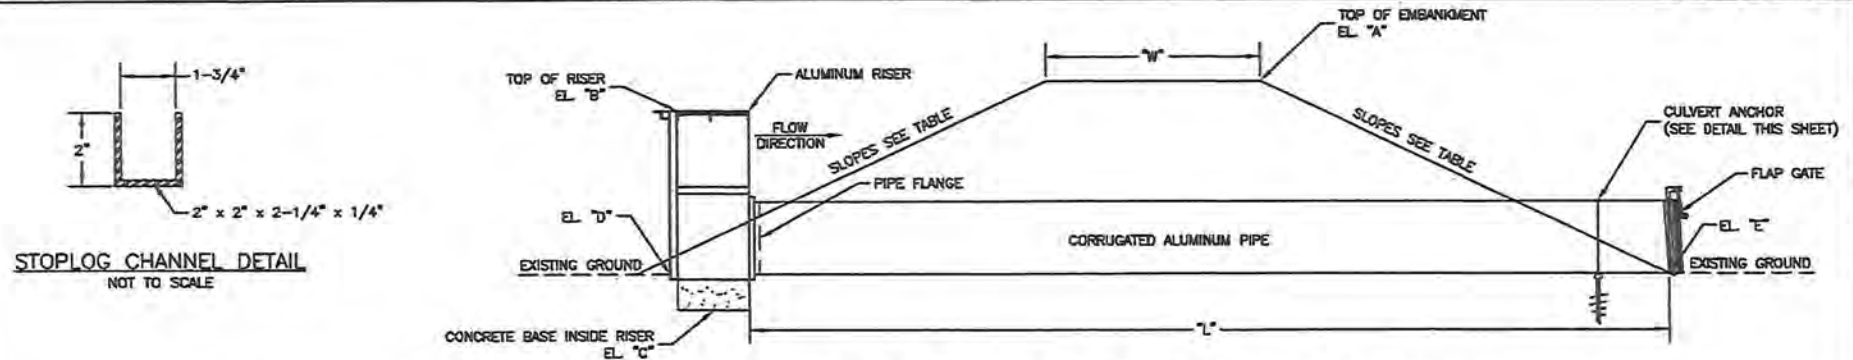 1-3/4"
2"
2" x 2" x 2-1/4" x 1/4"
STOPLOG CHANNEL DETAIL
NOT TO SCALE
TOP OF RISER
EL. "B"
ALUMINUM RISER
FLOW
DIRECTION
"W"
TOP OF EMBANKMENT
EL. "A"
SLOPES SEE TABLE
SLOPES SEE TABLE
CULVERT ANCHOR
(SEE DETAIL THIS SHEET)
FLAP GATE
PIPE FLANGE
EL. "D"
EL. "E"
CORRUGATED ALUMINUM PIPE
EXISTING GROUND
EXISTING GROUND
CONCRETE BASE INSIDE RISER
EL. "C"
"L"